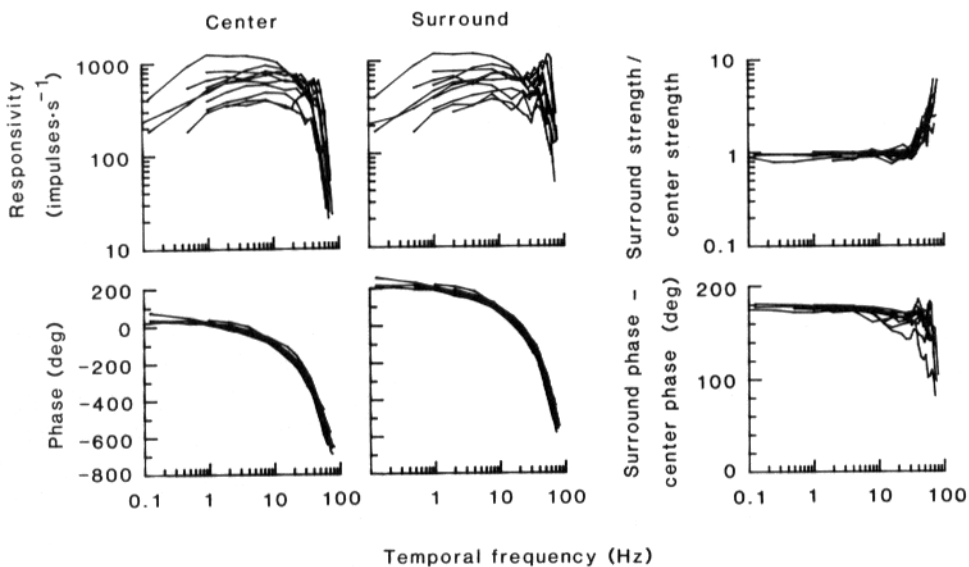 Center
Surround
Responsivity
(impulses·s⁻¹)
1000
100
10
Surround strength/
center strength
10
1
0.1
Phase (deg)
200
0
-200
-400
-600
-800
0.1
1
10
100
1
10
100
Surround phase –
center phase (deg)
200
100
0
0.1
1
10
100
Temporal frequency (Hz)